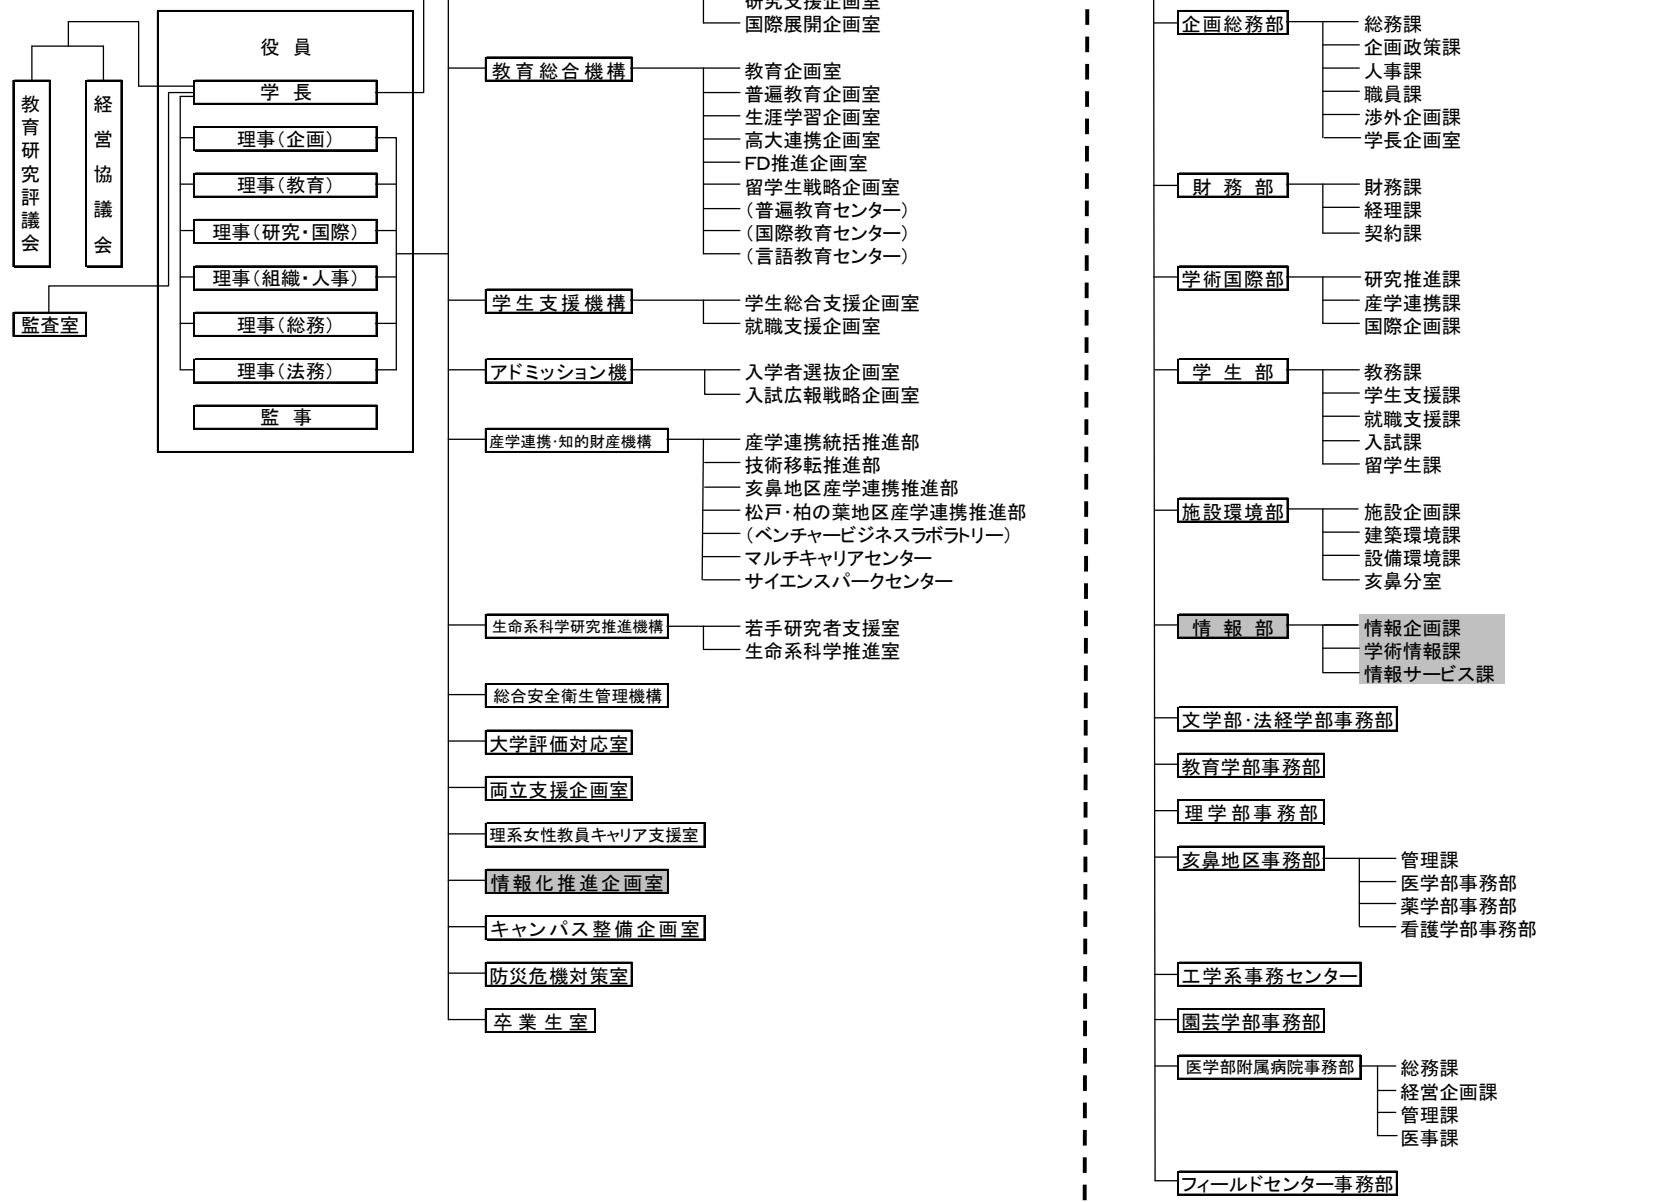 役 員
学 長
理事（企画）
理事（教育）
理事（研究・国際）
理事（組織・人事）
理事（総務）
理事（法務）
監 事
教育研究評議会
経営協議会
監査室
研究支援企画室
国際展開企画室
教育総合機構
教育企画室
普遍教育企画室
生涯学習企画室
高大連携企画室
FD推進企画室
留学生戦略企画室
（普遍教育センター）
（国際教育センター）
（言語教育センター）
学生支援機構
学生総合支援企画室
就職支援企画室
アドミッション機
入学者選抜企画室
入試広報戦略企画室
産学連携・知的財産機構
産学連携統括推進部
技術移転推進部
亥鼻地区産学連携推進部
松戸・柏の葉地区産学連携推進部
（ベンチャービジネスラボラトリー）
マルチキャリアセンター
サイエンスパークセンター
生命系科学研究推進機構
若手研究者支援室
生命系科学推進室
総合安全衛生管理機構
大学評価対応室
両立支援企画室
理系女性教員キャリア支援室
情報化推進企画室
キャンパス整備企画室
防災危機対策室
卒業生室
企画総務部
総務課
企画政策課
人事課
職員課
渉外企画課
学長企画室
財務部
財務課
経理課
契約課
学術国際部
研究推進課
産学連携課
国際企画課
学生部
教務課
学生支援課
就職支援課
入試課
留学生課
施設環境部
施設企画課
建築環境課
設備環境課
亥鼻分室
情報部
情報企画課
学術情報課
情報サービス課
文学部・法経学部事務部
教育学部事務部
理学部事務部
亥鼻地区事務部
管理課
医学部事務部
薬学部事務部
看護学部事務部
工学系事務センター
園芸学部事務部
医学部附属病院事務部
総務課
経営企画課
管理課
医事課
フィールドセンター事務部